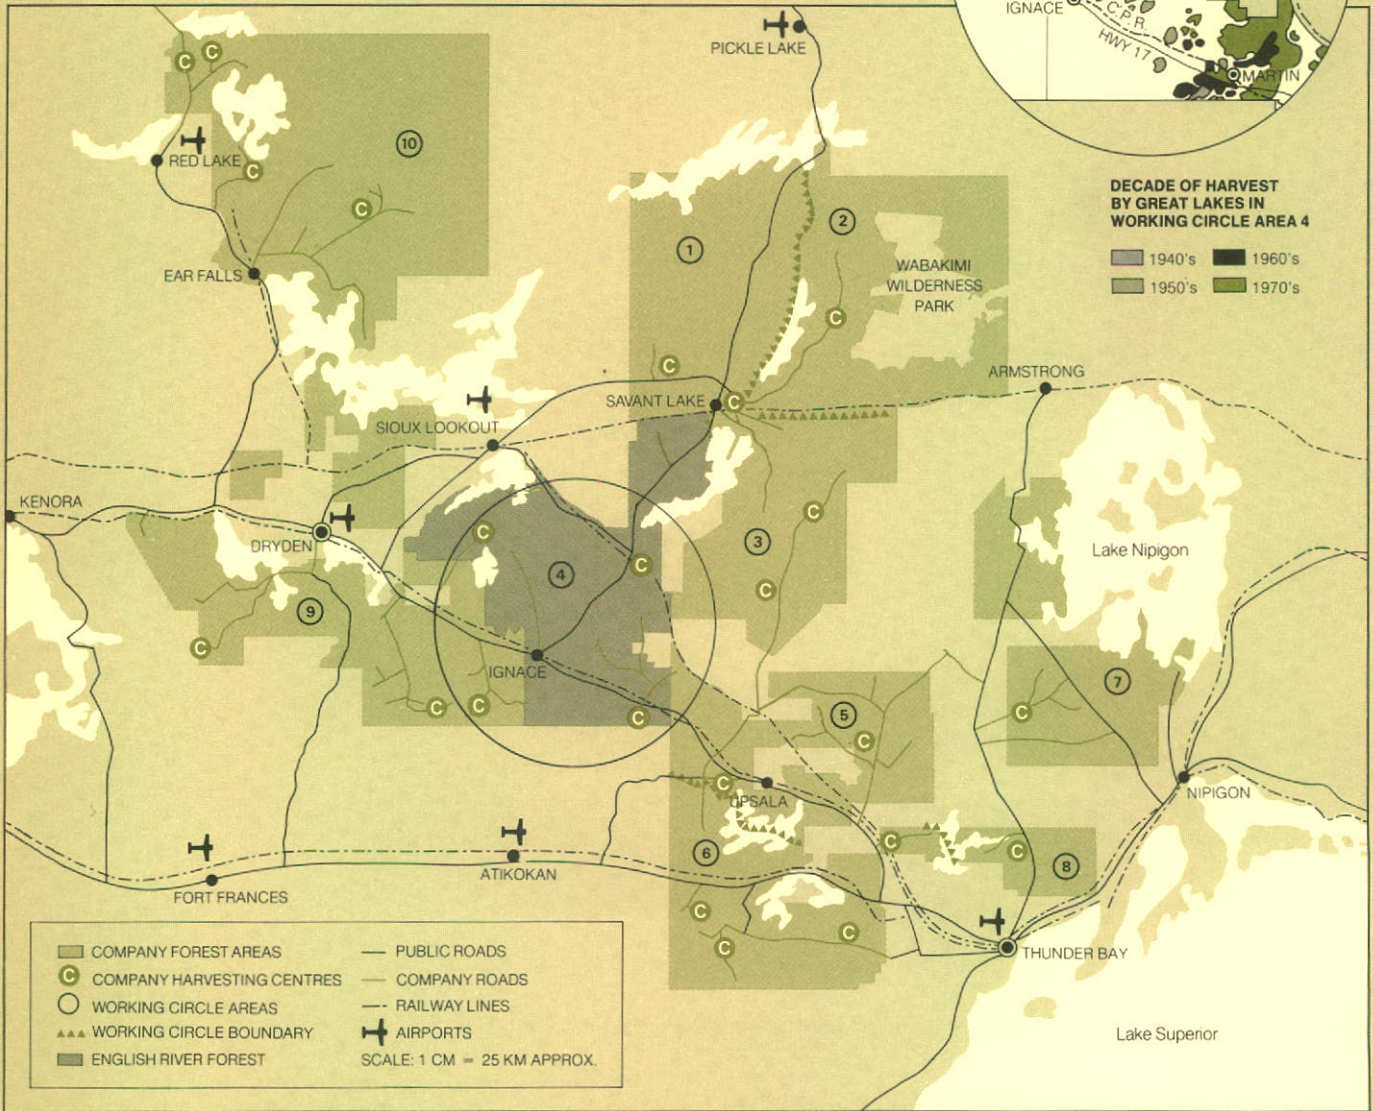 IGNACE
C.P.R.
HWY 17
MARTIN
PICKLE LAKE
DECADE OF HARVEST
BY GREAT LAKES IN
WORKING CIRCLE AREA 4
1940's
1960's
1950's
1970's
C
C
10
RED LAKE
C
C
EAR FALLS
1
2
WABAKIMI
WILDERNESS
PARK
C
C
ARMSTRONG
SAVANT LAKE
C
SIOUX LOOKOUT
KENORA
DRYDEN
C
C
3
Lake Nipigon
4
C
C
9
C
IGNACE
C
C
C
5
C
7
C
C
UPSALA
NIPIGON
6
C
C
8
ATIKOKAN
FORT FRANCES
C
C
C
THUNDER BAY
Lake Superior
COMPANY FOREST AREAS
C COMPANY HARVESTING CENTRES
WORKING CIRCLE AREAS
WORKING CIRCLE BOUNDARY
ENGLISH RIVER FOREST
PUBLIC ROADS
COMPANY ROADS
RAILWAY LINES
AIRPORTS
SCALE: 1 CM = 25 KM APPROX.